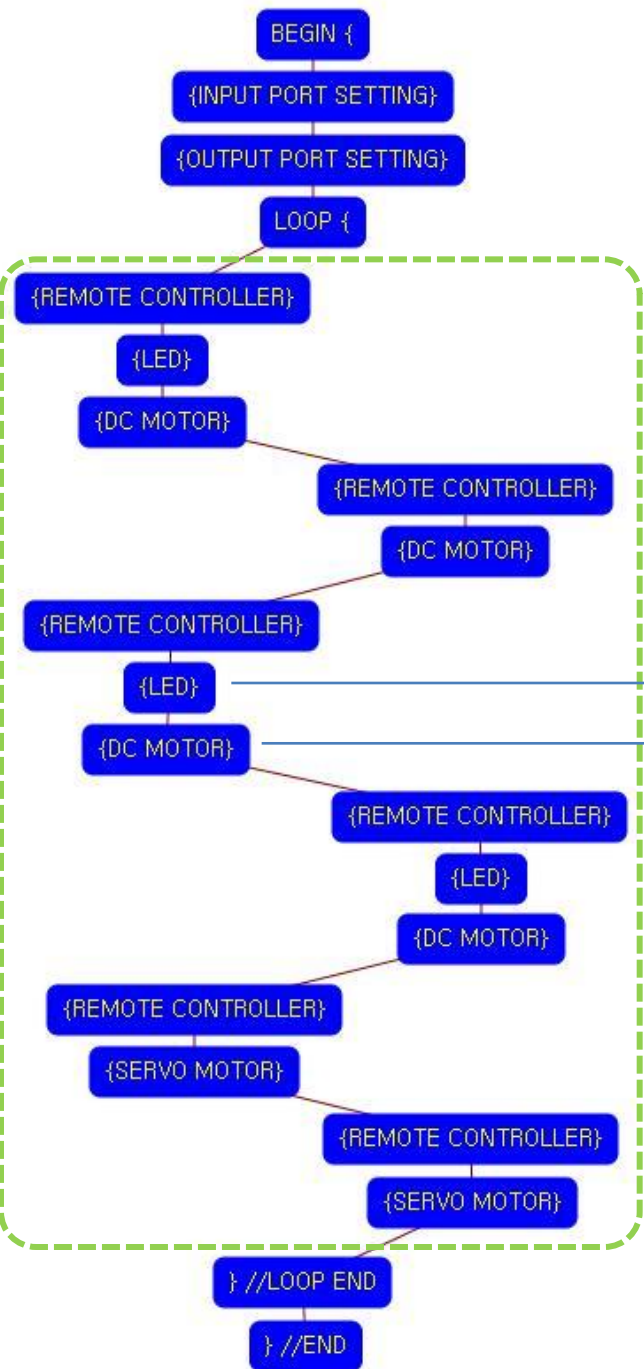 BEGIN {
{INPUT PORT SETTING}
{OUTPUT PORT SETTING}
LOOP {
{REMOTE CONTROLLER}
{LED}
{DC MOTOR}
{REMOTE CONTROLLER}
{DC MOTOR}
{REMOTE CONTROLLER}
{LED}
{DC MOTOR}
{REMOTE CONTROLLER}
{LED}
{DC MOTOR}
{REMOTE CONTROLLER}
{SERVO MOTOR}
{REMOTE CONTROLLER}
{SERVO MOTOR}
} //LOOP END
} //END